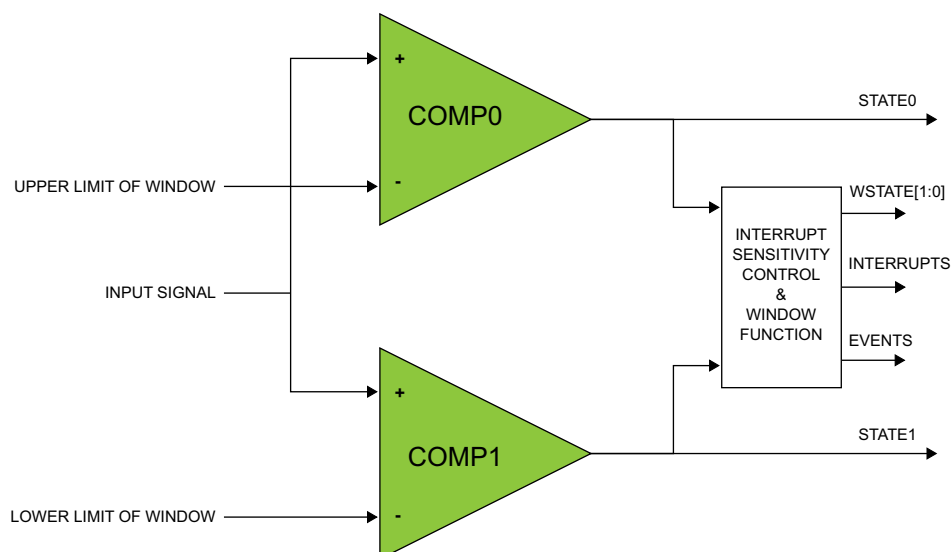 +
COMP0
-
STATE0
UPPER LIMIT OF WINDOW
WSTATE[1:0]
INTERRUPT
SENSITIVITY
CONTROL
&
WINDOW
FUNCTION
INTERRUPTS
EVENTS
INPUT SIGNAL
+
COMP1
-
STATE1
LOWER LIMIT OF WINDOW